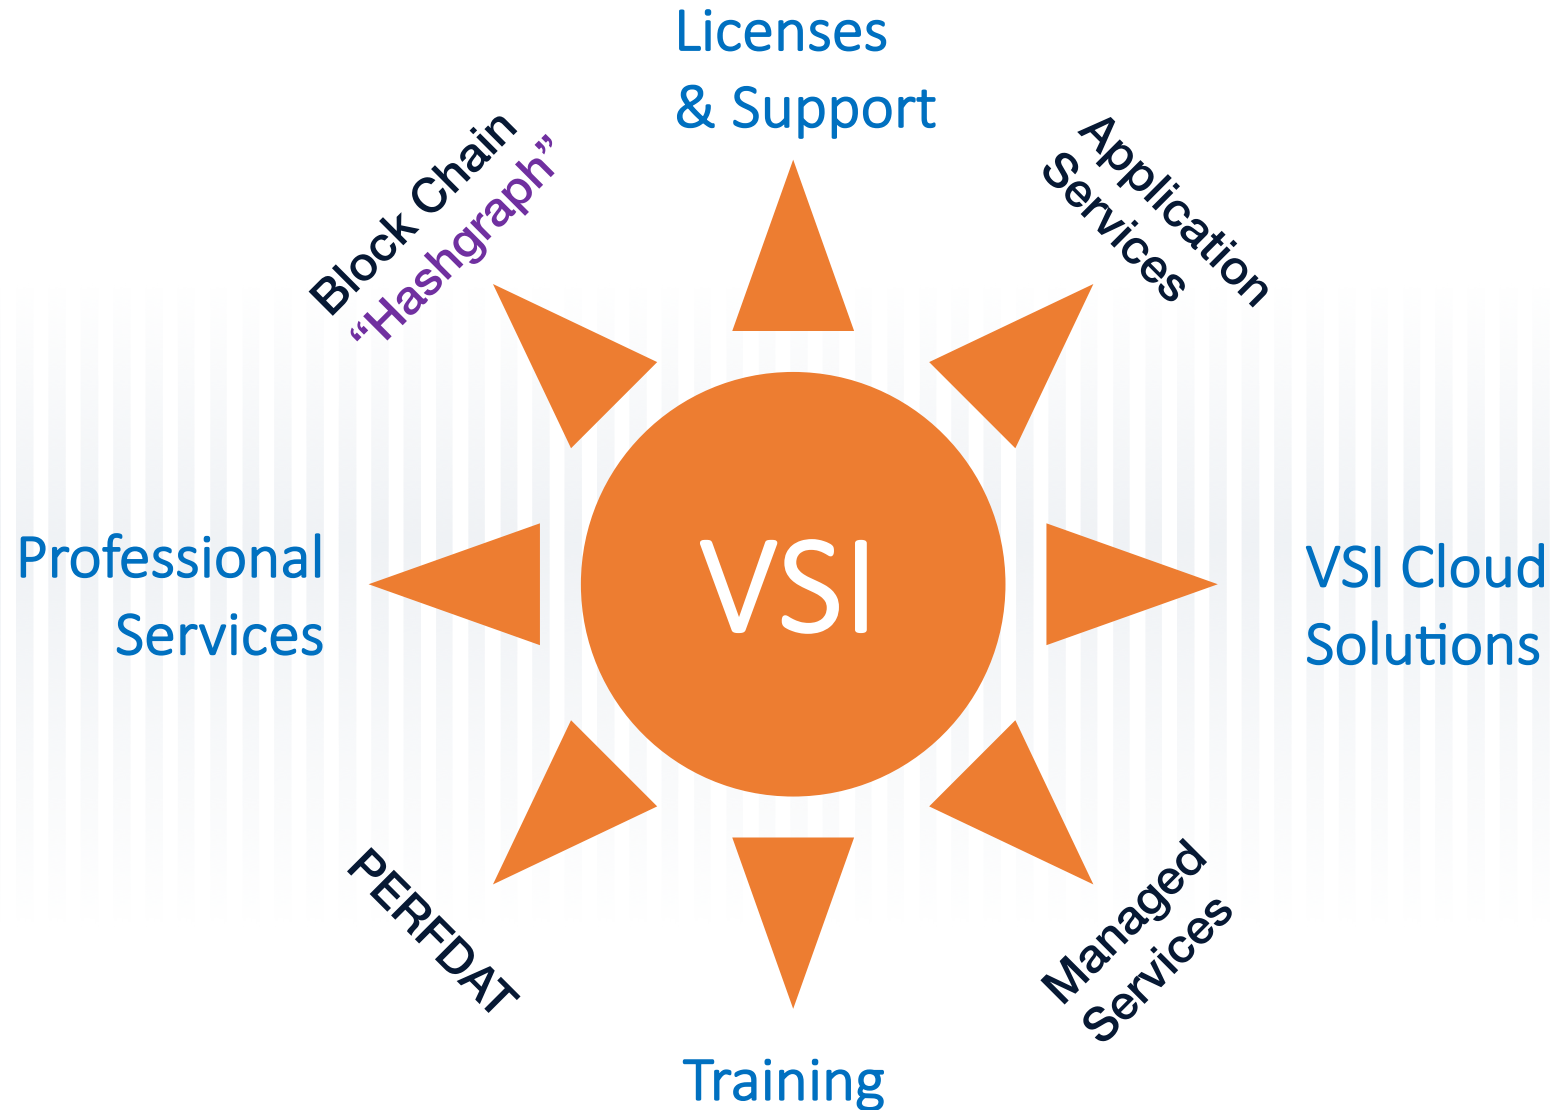 Licenses
& Support
Block Chain
“Hashgraph”
Application
Services
Professional
Services
VSI
VSI Cloud
Solutions
PERFDAT
Managed
Services
Training